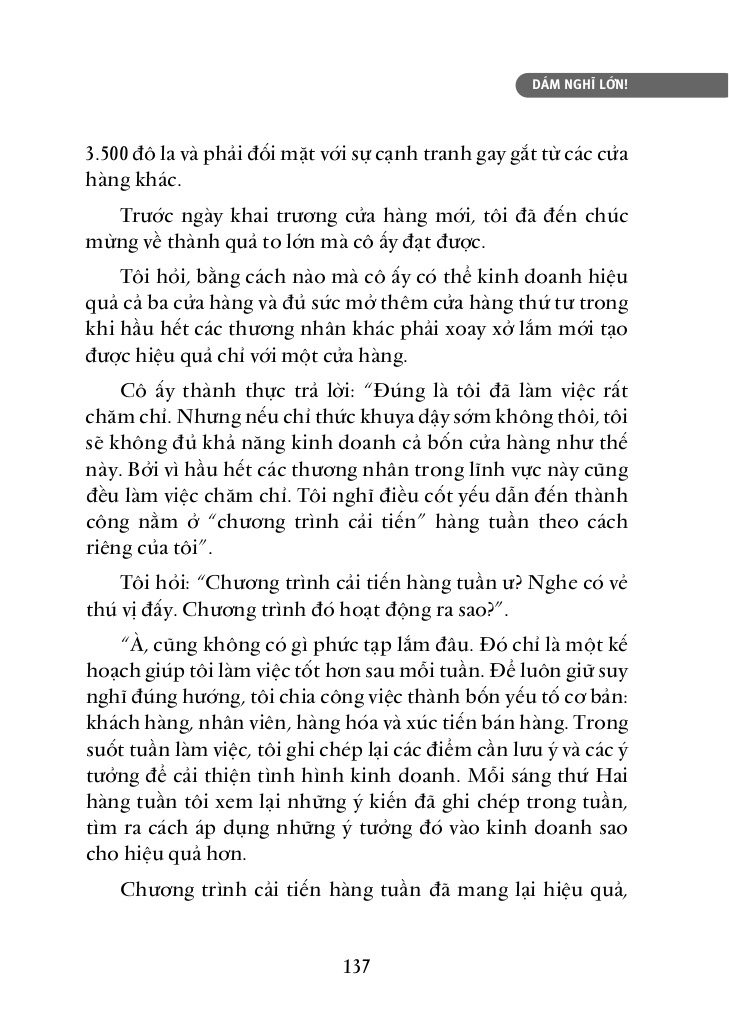 DÁM NGHĨ LỚN!
3.500 đô la và phải đối mặt với sự cạnh tranh gay gắt từ các cửa
hàng khác.
Trước ngày khai trương cửa hàng mới, tôi đã đến chúc
mừng về thành quả to lớn mà cô ấy đạt được.
Tôi hỏi, bằng cách nào mà cô ấy có thể kinh doanh hiệu
quả cả ba cửa hàng và đủ sức mở thêm cửa hàng thứ tư trong
khi hầu hết các thương nhân khác phải xoay xở lắm mới tạo
được hiệu quả chỉ với một cửa hàng.
Cô ấy thành thực trả lời: “Đúng là tôi đã làm việc rất
chăm chỉ. Nhưng nếu chỉ thức khuya dậy sớm không thôi, tôi
sẽ không đủ khả năng kinh doanh cả bốn cửa hàng như thế
này. Bởi vì hầu hết các thương nhân trong lĩnh vực này cũng
đều làm việc chăm chỉ. Tôi nghĩ điều cốt yếu dẫn đến thành
công nằm ở “chương trình cải tiến” hàng tuần theo cách
riêng của tôi”.
Tôi hỏi: “Chương trình cải tiến hàng tuần ư? Nghe có vẻ
thú vị đấy. Chương trình đó hoạt động ra sao?”.
“À, cũng không có gì phức tạp lắm đâu. Đó chỉ là một kế
hoạch giúp tôi làm việc tốt hơn sau mỗi tuần. Để luôn giữ suy
nghĩ đúng hướng, tôi chia công việc thành bốn yếu tố cơ bản:
khách hàng, nhân viên, hàng hóa và xúc tiến bán hàng. Trong
suốt tuần làm việc, tôi ghi chép lại các điểm cần lưu ý và các ý
tưởng để cải thiện tình hình kinh doanh. Mỗi sáng thứ Hai
hàng tuần tôi xem lại những ý kiến đã ghi chép trong tuần,
tìm ra cách áp dụng những ý tưởng đó vào kinh doanh sao
cho hiệu quả hơn.
Chương trình cải tiến hàng tuần đã mang lại hiệu quả,
137